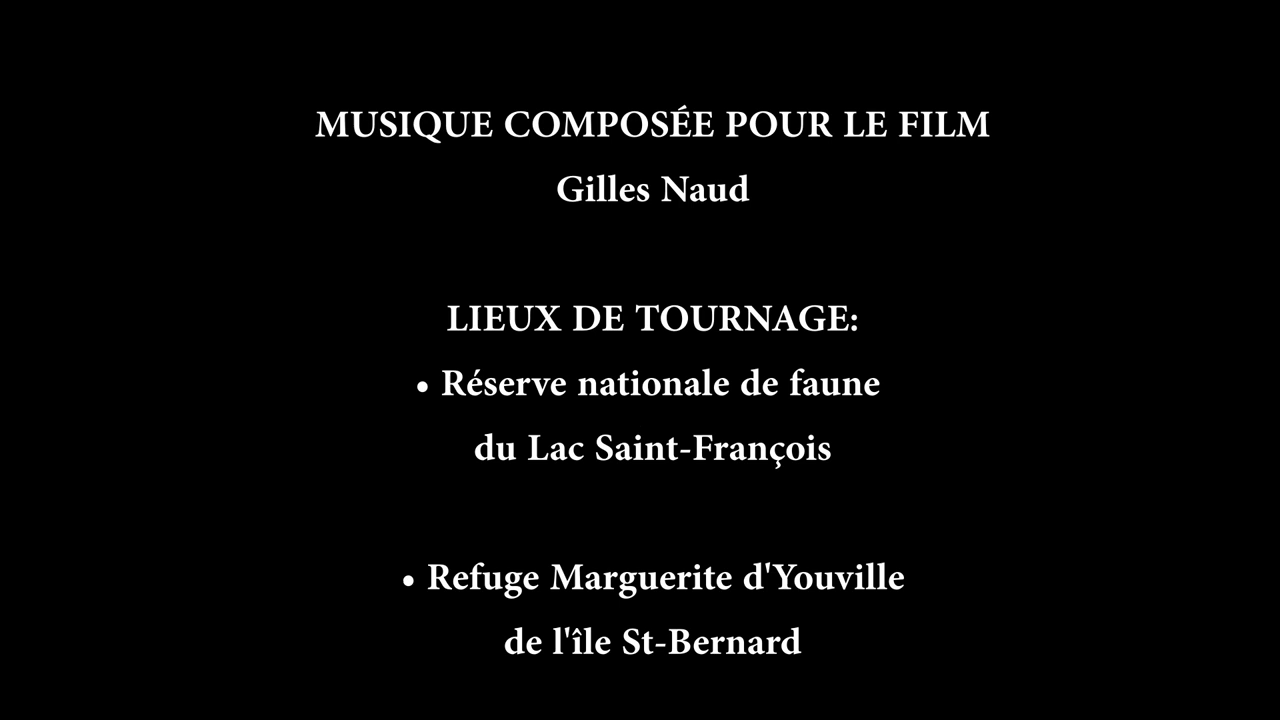 MUSIQUE COMPOSÉE POUR LE FILM
Gilles Naud
LIEUX DE TOURNAGE:
• Réserve nationale de faune
du Lac Saint-François
• Refuge Marguerite d'Youville
de l'île St-Bernard